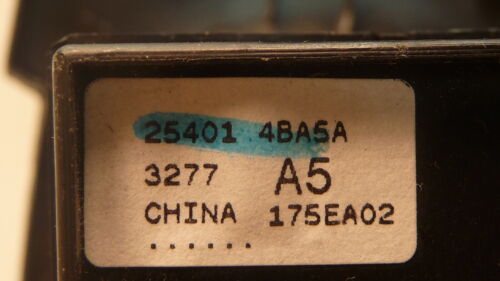 25401 4BA5A
3277 A5
CHINA 175EA02
......